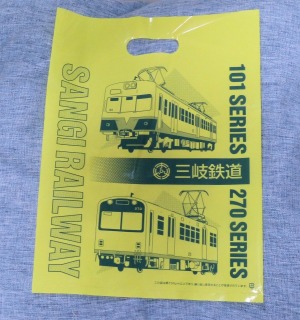 SANGI RAILWAY
101 SERIES
三岐鉄道
270 SERIES